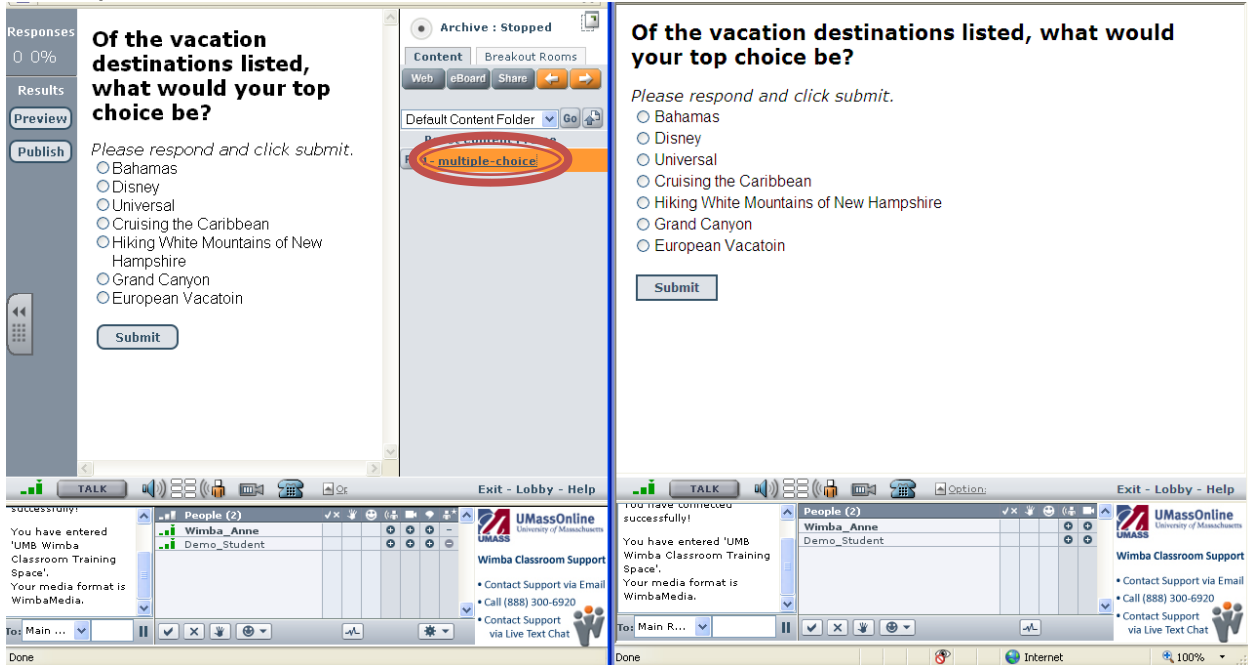 Responses
0 0%
Results
Preview
Publish
Of the vacation
destinations listed,
what would your top
choice be?
Please respond and click submit.
Bahamas
Disney
Universal
Cruising the Caribbean
Hiking White Mountains of New
Hampshire
Grand Canyon
European Vacatoin
Submit
Archive : Stopped
Content Breakout Rooms
Web eBoard Share
Default Content Folder Go
- multiple-choice
TALK
Exit - Lobby - Help
successfully!
You have entered
'UMB Wimba
Classroom Training
Space'.
Your media format is
WimbaMedia.
To: Main ...
People (2)
Wimba_Anne
Demo_Student
UMASS
UMassOnline
University of Massachusetts
Wimba Classroom Support
• Contact Support via Email
• Call (888) 300-6920
• Contact Support
via Live Text Chat
Done
Of the vacation destinations listed, what would
your top choice be?
Please respond and click submit.
Bahamas
Disney
Universal
Cruising the Caribbean
Hiking White Mountains of New Hampshire
Grand Canyon
European Vacatoin
Submit
TALK
Option:
Exit - Lobby - Help
You have connected
successfully!
You have entered 'UMB
Wimba Classroom Training
Space'.
Your media format is
WimbaMedia.
To: Main R...
People (2)
Wimba_Anne
Demo_Student
UMASS
UMassOnline
University of Massachusetts
Wimba Classroom Support
• Contact Support via Email
• Call (888) 300-6920
• Contact Support
via Live Text Chat
Done
Internet
100%